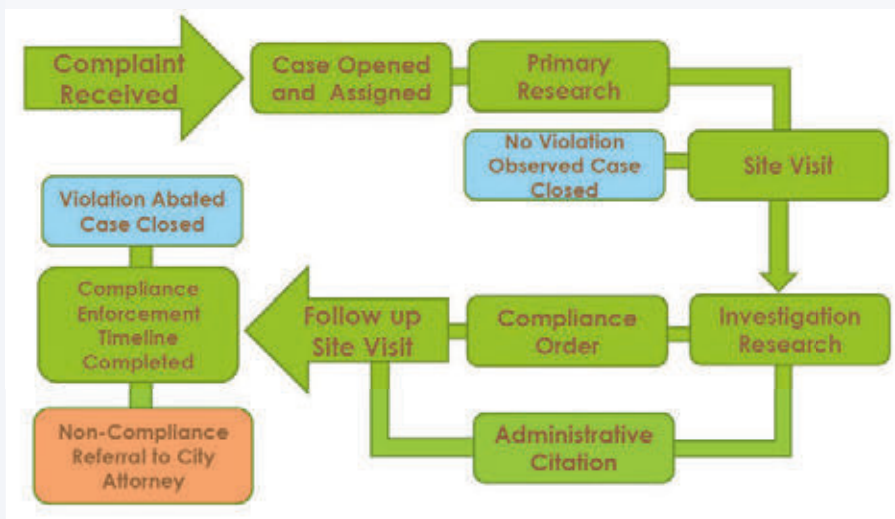 Complaint
Received
Case Opened
and Assigned
Primary
Research
No Violation
Observed Case
Closed
Site Visit
Violation Abated
Case Closed
Compliance
Enforcement
Timeline
Completed
Follow up
Site Visit
Compliance
Order
Investigation
Research
Non-Compliance
Referral to City
Attorney
Administrative
Citation